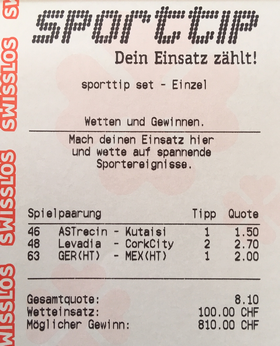 sporttip
Dein Einsatz zählt!
sporttip set - Einzel
Wetten und Gewinnen.
Mach deinen Einsatz hier
und wette auf spannende
Sportereignisse.
Spielpaarung Tipp Quote
46 ASTrecin - Kutaisi 1 1.50
48 Levadia - CorkCity 2 2.70
63 GER(HT) - MEX(HT) 1 2.00
Gesamtquote: 8.10
Wetteinsatz: 100.00 CHF
Möglicher Gewinn: 810.00 CHF
SWISSLOS
SWISSLOS